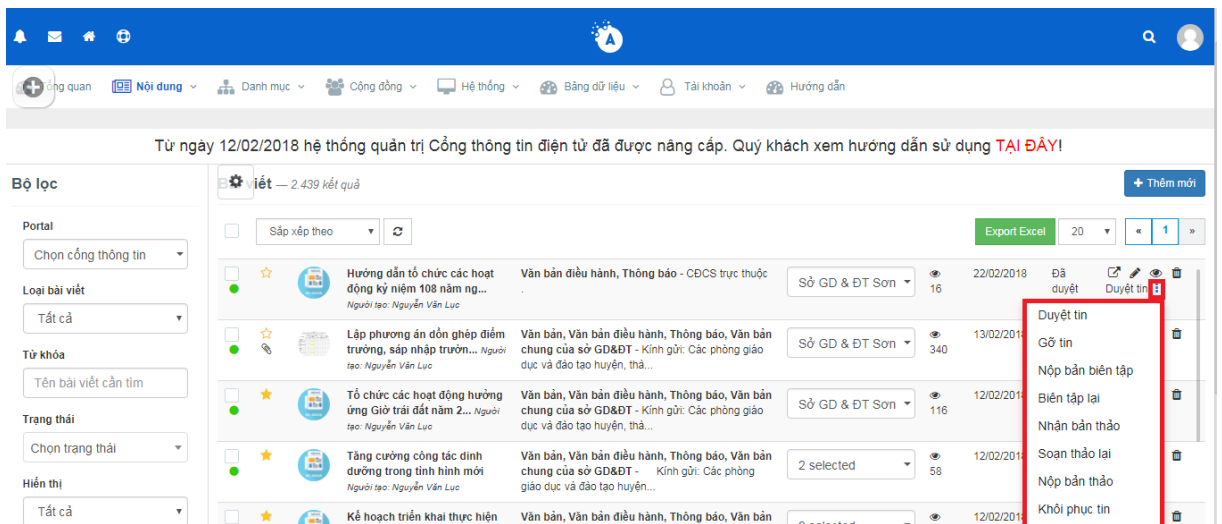 Tổng quan Nội dung Danh mục Cộng đồng Hệ thống Bảng dữ liệu Tài khoản Hướng dẫn
Từ ngày 12/02/2018 hệ thống quản trị Cổng thông tin điện tử đã được nâng cấp. Quý khách xem hướng dẫn sử dụng TẠI ĐÂY!
Bộ lọc
viết — 2.439 kết quả
+ Thêm mới
Portal
Chọn cổng thông tin
Loại bài viết
Tất cả
Từ khóa
Tên bài viết cần tìm
Trạng thái
Chọn trạng thái
Hiển thị
Tất cả
Sắp xếp theo
Export Excel 20 « 1 »
Hướng dẫn tổ chức các hoạt
động kỷ niệm 108 năm ng...
Người tạo: Nguyễn Văn Lục
Văn bản điều hành, Thông báo - CĐCS trực thuộc
.
Sở GD & ĐT Sơn
16
22/02/2018
Đã
duyệt
Duyệt tin
Lập phương án dồn ghép điểm
trường, sáp nhập trườn... Người
tạo: Nguyễn Văn Lục
Văn bản, Văn bản điều hành, Thông báo, Văn bản
chung của sở GD&ĐT - Kính gửi: Các phòng giáo
dục và đào tạo huyện, thà...
Sở GD & ĐT Sơn
340
13/02/201
Tổ chức các hoạt động hưởng
ứng Giờ trái đất năm 2... Người
tạo: Nguyễn Văn Lục
Văn bản, Văn bản điều hành, Thông báo, Văn bản
chung của sở GD&ĐT - Kính gửi: Các phòng giáo
dục và đào tạo huyện, thà...
Sở GD & ĐT Sơn
116
12/02/201
Tăng cường công tác dinh
dưỡng trong tình hình mới
Người tạo: Nguyễn Văn Lục
Văn bản, Văn bản điều hành, Thông báo, Văn bản
chung của sở GD&ĐT - Kính gửi: Các phòng
giáo dục và đào tạo huyện...
2 selected
58
12/02/201
Kế hoạch triển khai thực hiện
Văn bản, Văn bản điều hành, Thông báo, Văn bản
12/02/201
Duyệt tin
Gỡ tin
Nộp bản biên tập
Biên tập lại
Nhận bản thảo
Soạn thảo lại
Nộp bản thảo
Khôi phục tin